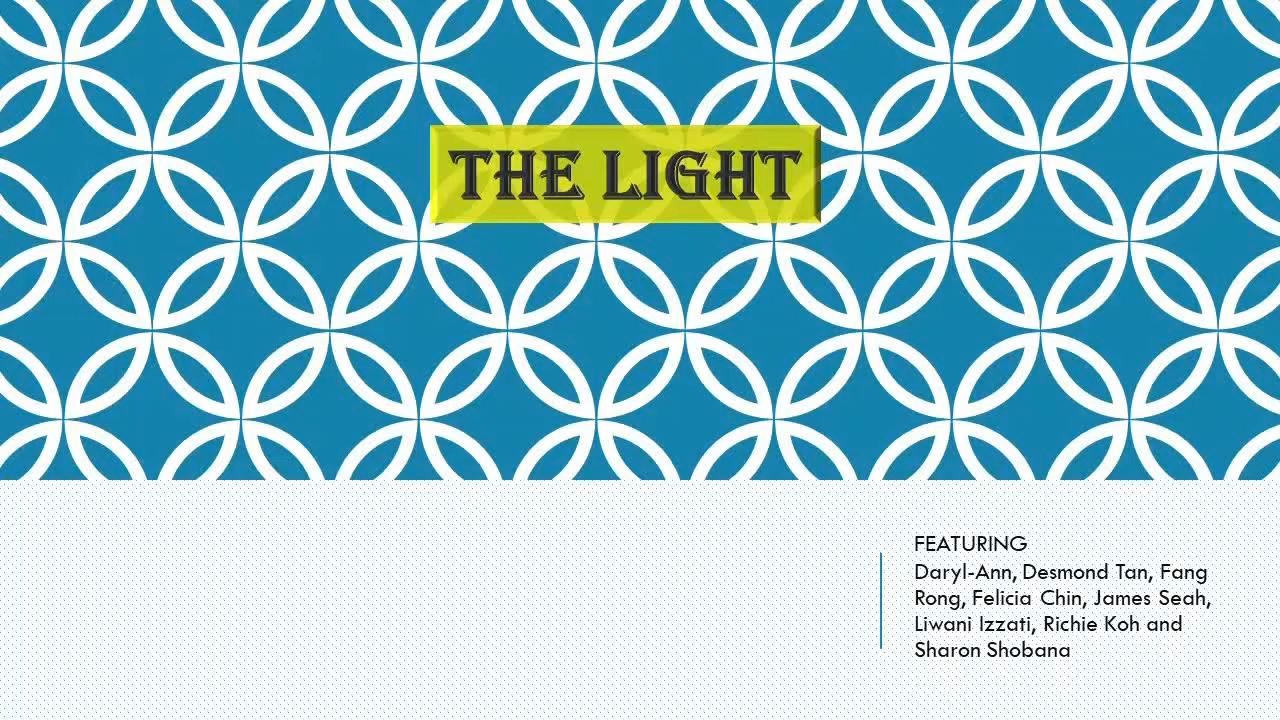 THE LIGHT
FEATURING
Daryl-Ann, Desmond Tan, Fang
Rong, Felicia Chin, James Seah,
Liwani Izzati, Richie Koh and
Sharon Shobana